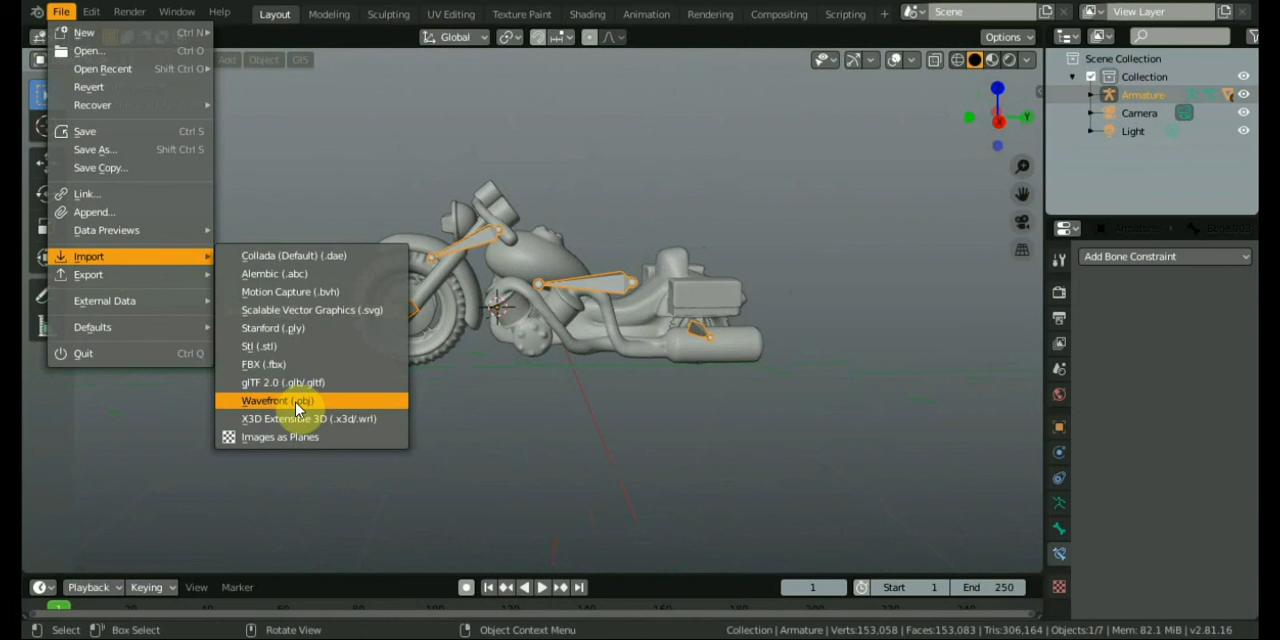 File Edit Render Window Help Layout Modeling Sculpting UV Editing Texture Paint Shading Animation Rendering Compositing Scripting + Scene View Layer
New Ctrl N
Global
Options
Open... Ctrl O
Add Object GIS
Open Recent Shift Ctrl O
Revert
Recover
Save Ctrl S
Save As... Shift Ctrl S
Save Copy...
Link...
Append...
Data Previews
Import
Export
External Data
Defaults
Quit Ctrl Q
Collada (Default) (.dae)
Alembic (.abc)
Motion Capture (.bvh)
Scalable Vector Graphics (.svg)
Stanford (.ply)
Stl (.stl)
FBX (.fbx)
glTF 2.0 (.glb/.gltf)
Wavefront (.obj)
X3D Extensible 3D (.x3d/.wrl)
Images as Planes
Z
Y
X
Scene Collection
Collection
Armature
Camera
Light
Add Bone Constraint
Playback Keying View Marker 1 Start 1 End 250
1
Select Box Select Rotate View Object Context Menu Collection | Armature | Verts:153,058 | Faces:153,083 | Tris:306,164 | Objects:1/7 | Mem: 82.1 MiB | v2.81.16